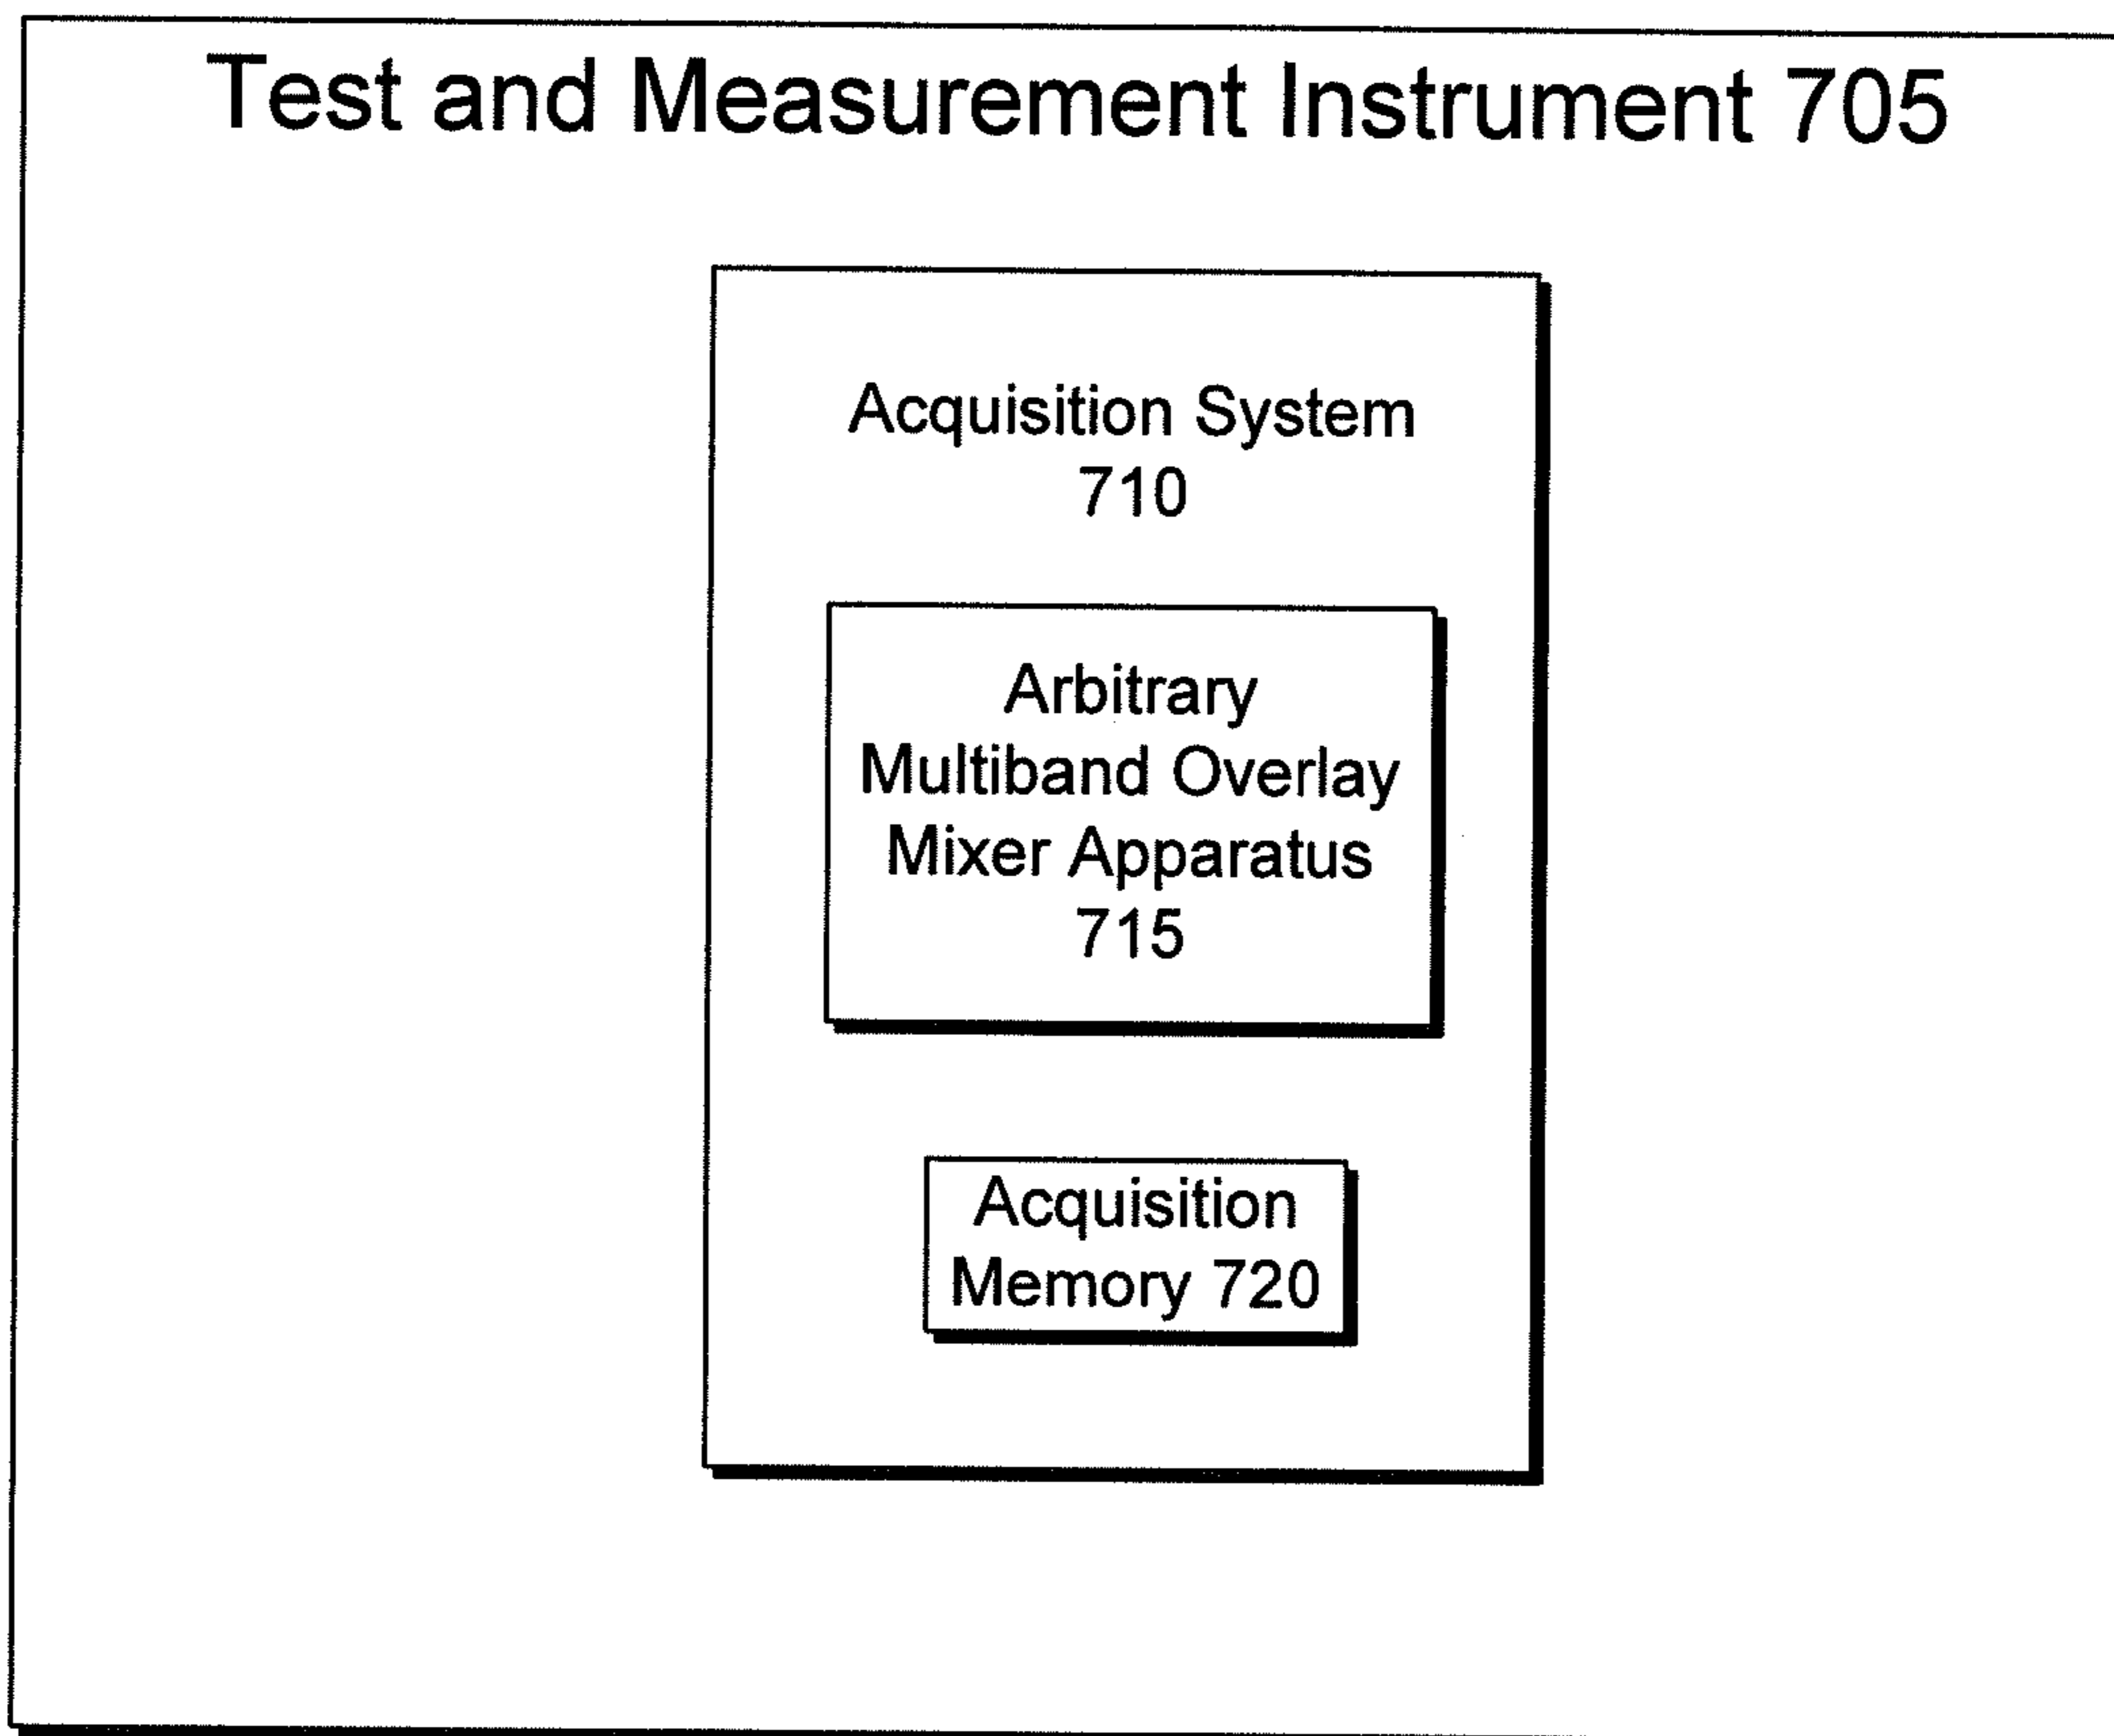 Test and Measurement Instrument 705
Acquisition System
710
Arbitrary
Multiband Overlay
Mixer Apparatus
715
Acquisition
Memory 720